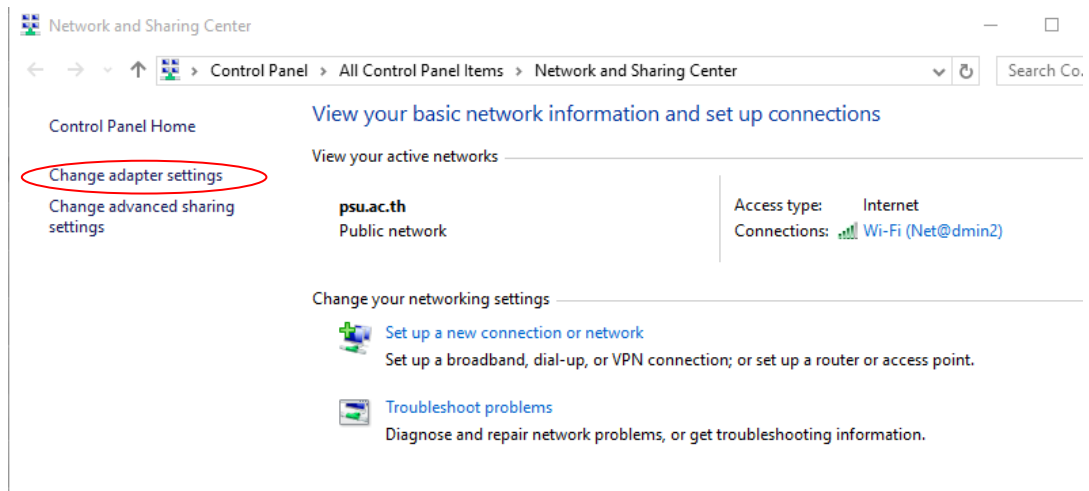 Network and Sharing Center
Control Panel > All Control Panel Items > Network and Sharing Center
Search Co.
Control Panel Home
Change adapter settings
Change advanced sharing
settings
View your basic network information and set up connections
View your active networks
psu.ac.th
Public network
Access type: Internet
Connections: Wi-Fi (Net@dmin2)
Change your networking settings
Set up a new connection or network
Set up a broadband, dial-up, or VPN connection; or set up a router or access point.
Troubleshoot problems
Diagnose and repair network problems, or get troubleshooting information.